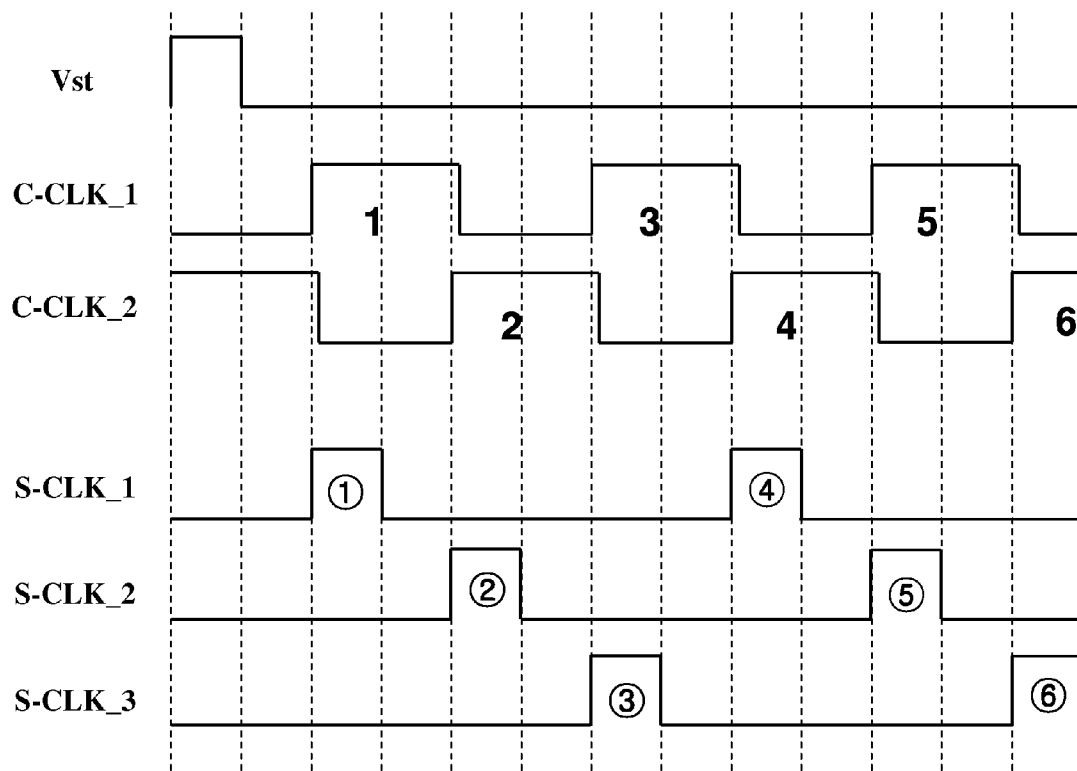 Vst
C-CLK_1
1 3 5
C-CLK_2
2 4 6
S-CLK_1
① ④
S-CLK_2
② ⑤
S-CLK_3
③ ⑥